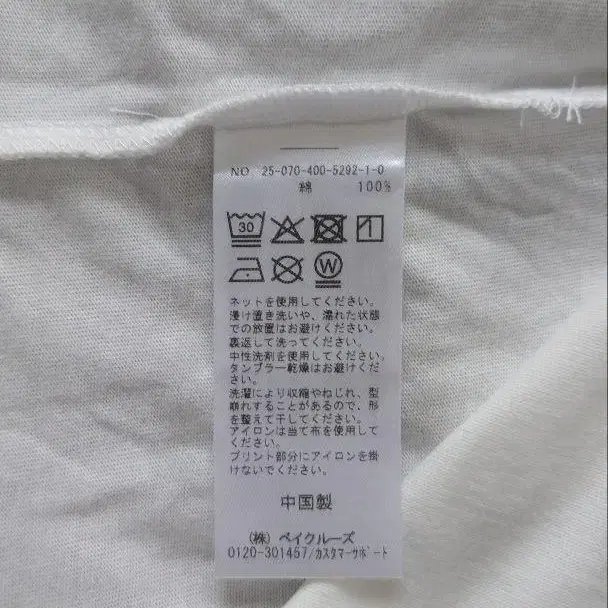 NO 25-070-400-5292-1-0
綿 100%
30
W
ネットを使用してください。
浸け置き洗いや、濡れた状態
での放置はお避けください。
裏返して洗ってください。
中性洗剤を使用してください。
タンブラー乾燥はお避けくだ
さい。
洗濯により収縮やねじれ、型
崩れすることがあるので、形
を整えて干してください。
アイロンは当て布を使用して
ください。
プリント部分にアイロンを掛
けないでください。
中国製
(株) ベイクルーズ
0120-301457/カスタマーサポート